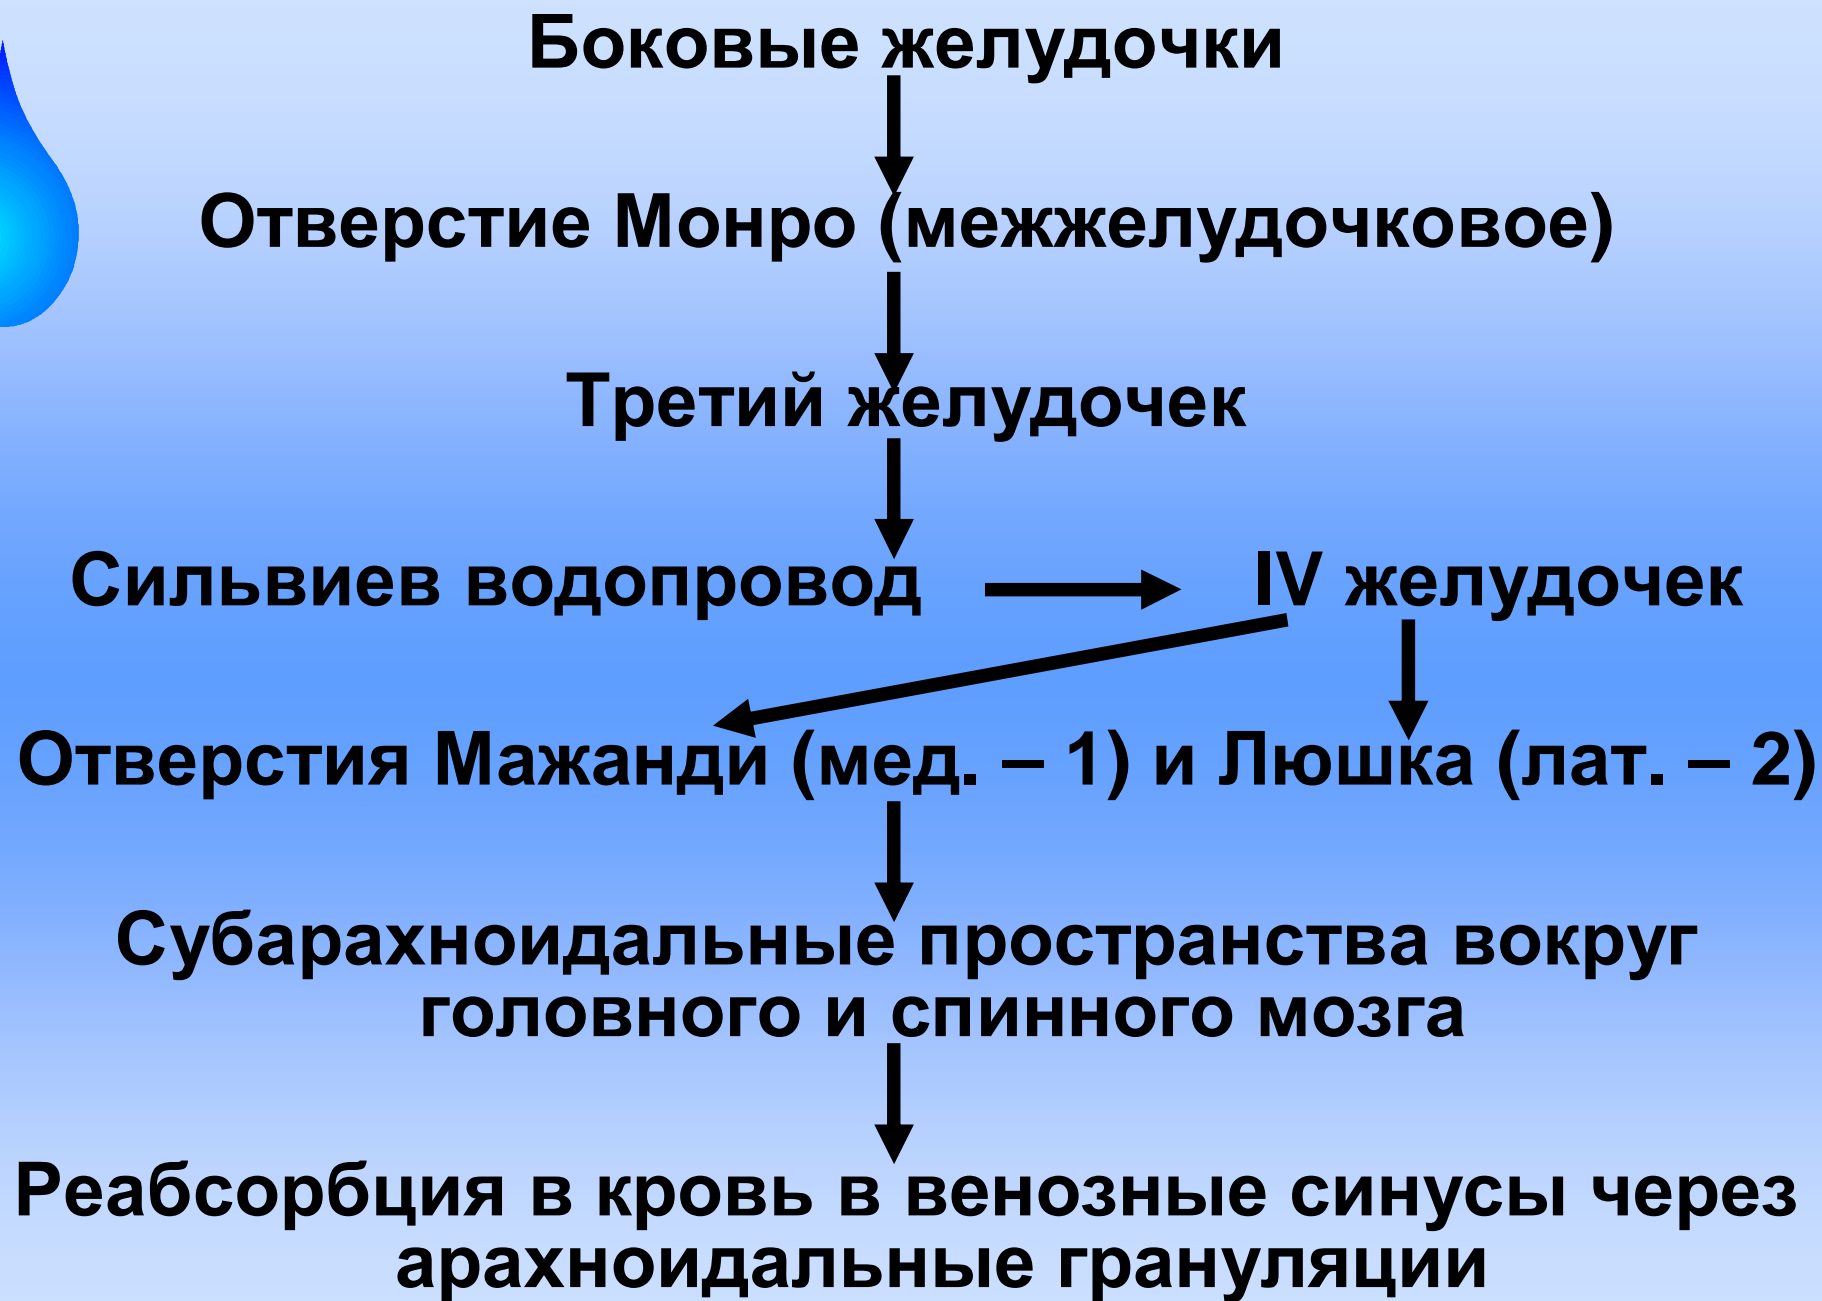 Боковые желудочки
Отверстие Монро (межжелудочковое)
Третий желудочек
Сильвиев водопровод IV желудочек
Отверстия Мажанди (мед. – 1) и Люшка (лат. – 2)
Субарахноидальные пространства вокруг
головного и спинного мозга
Реабсорбция в кровь в венозные синусы через
арахноидальные грануляции